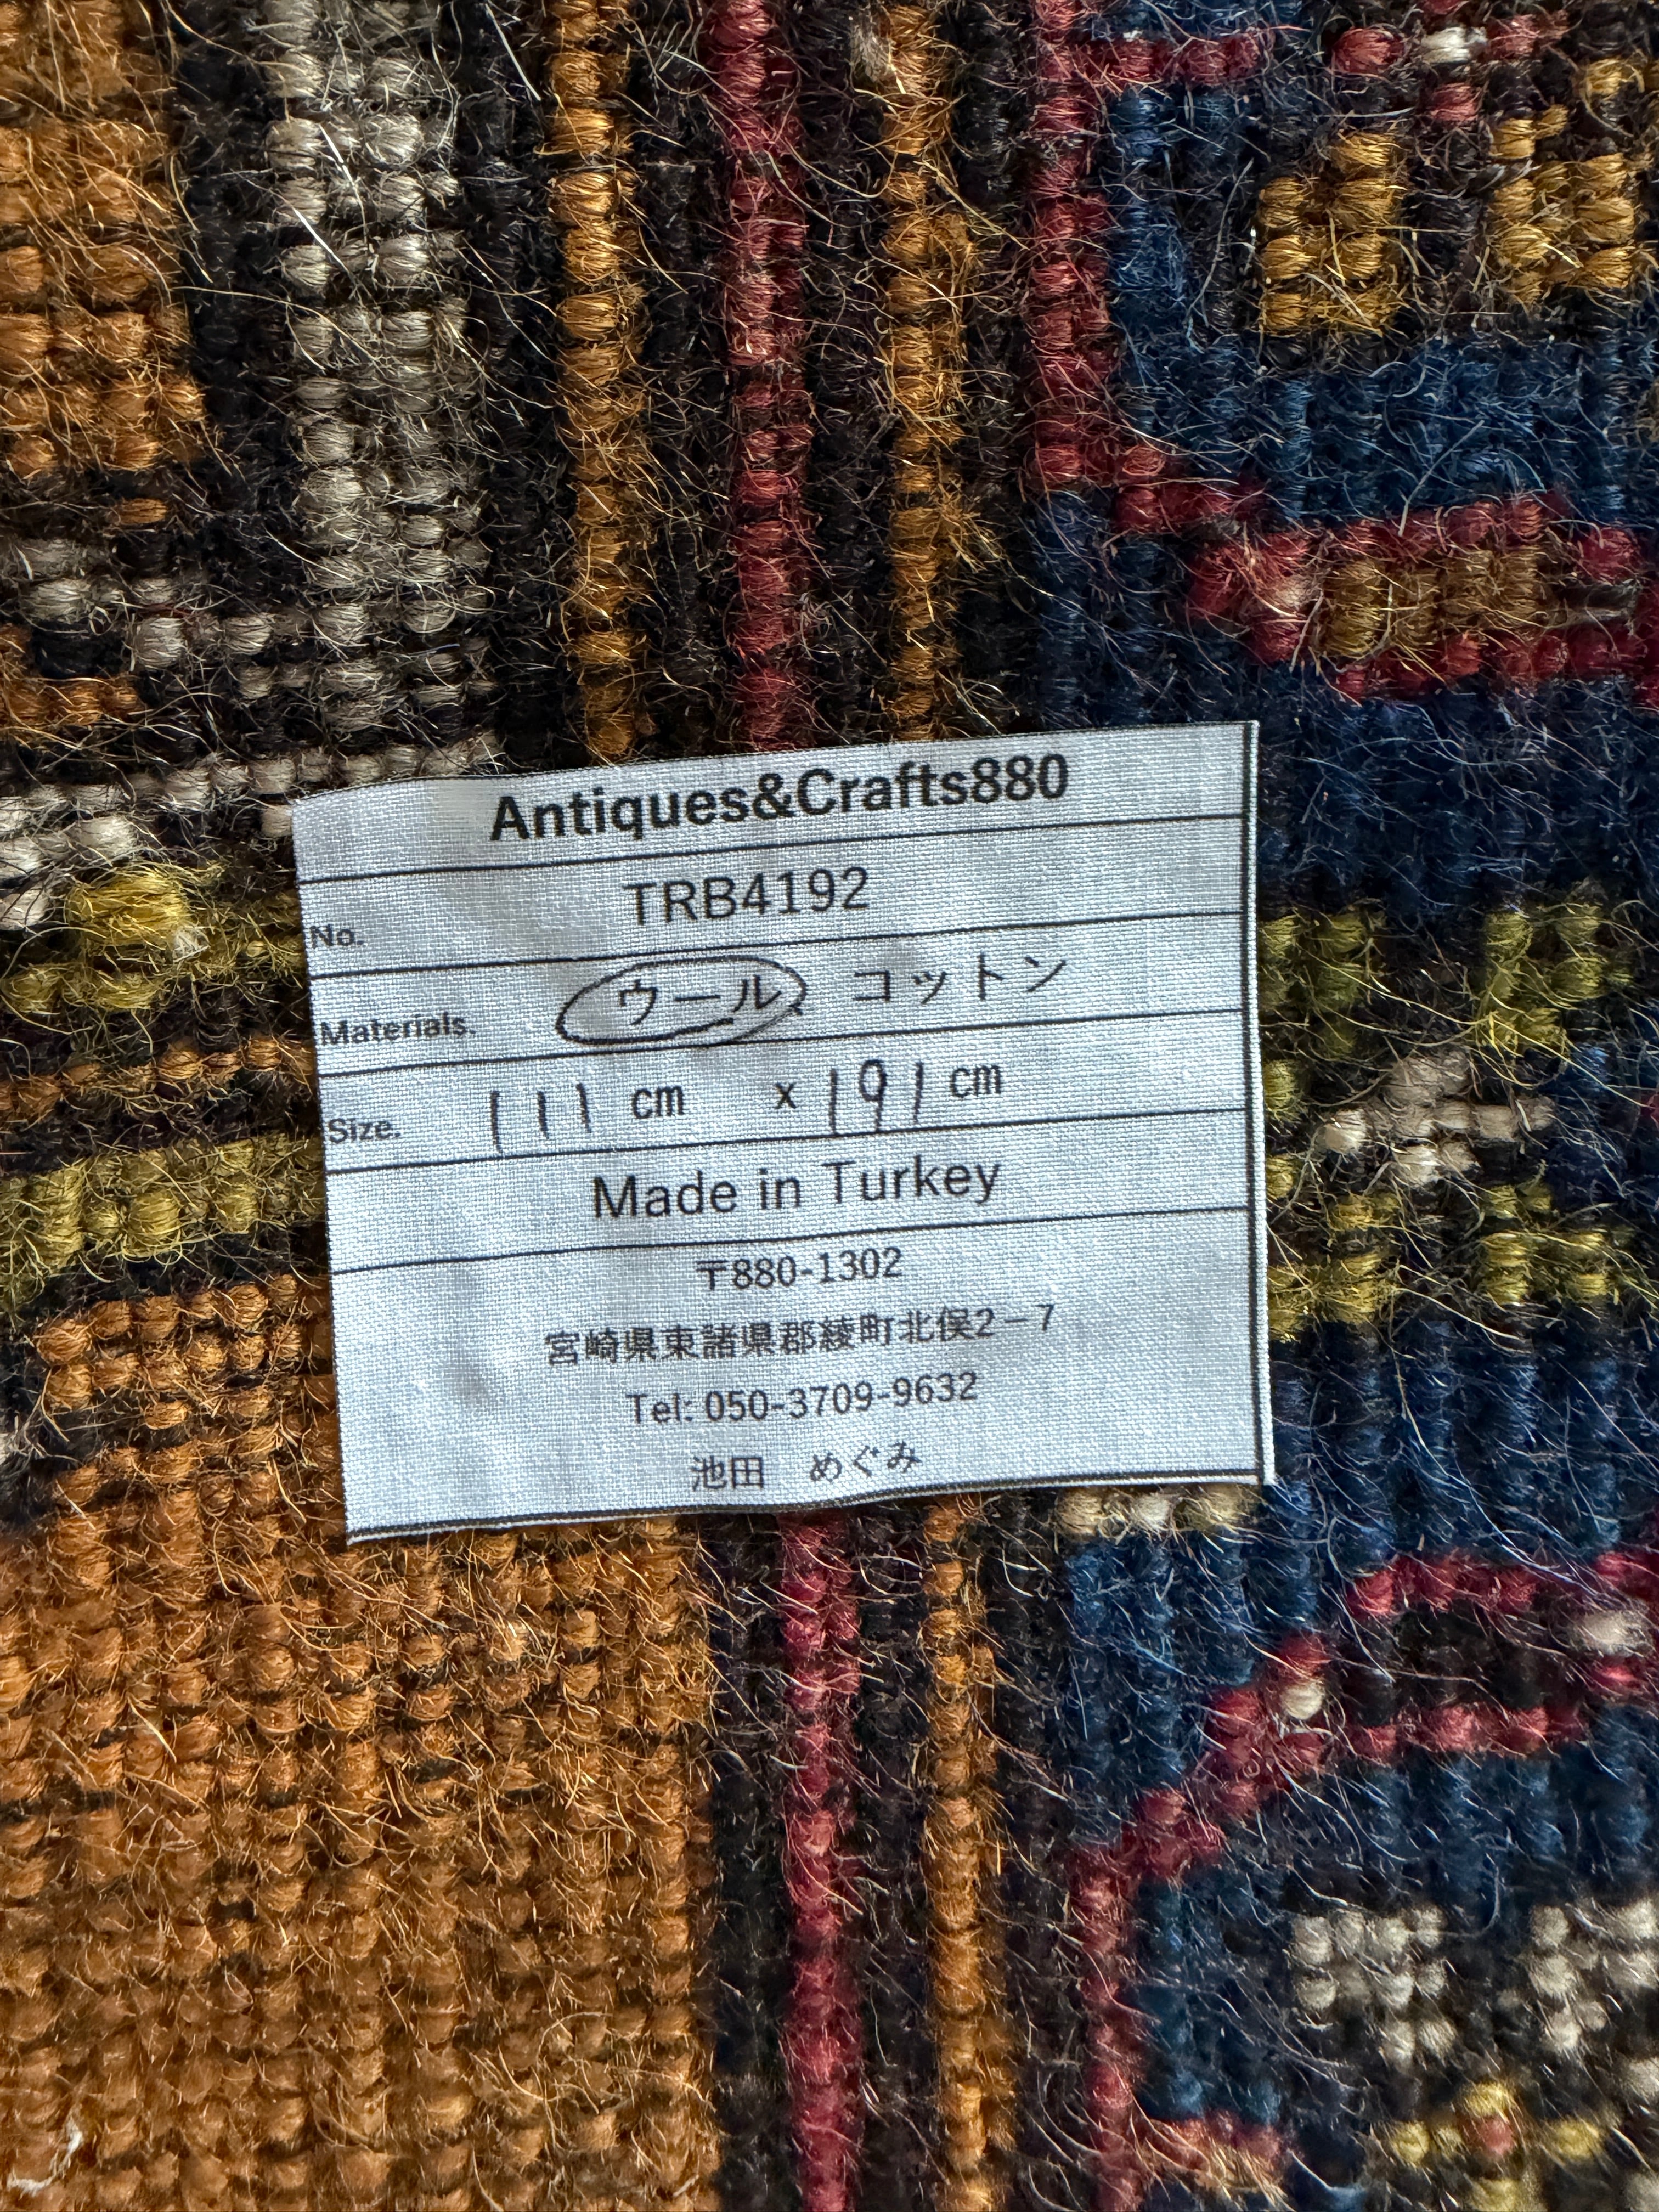 Antiques&Crafts880
No. TRB4192
Materials. ウール コットン
Size. 111 cm x 191 cm
Made in Turkey
〒880-1302
宮崎県東諸県郡綾町北俣2−7
Tel: 050-3709-9632
池田 めぐみ